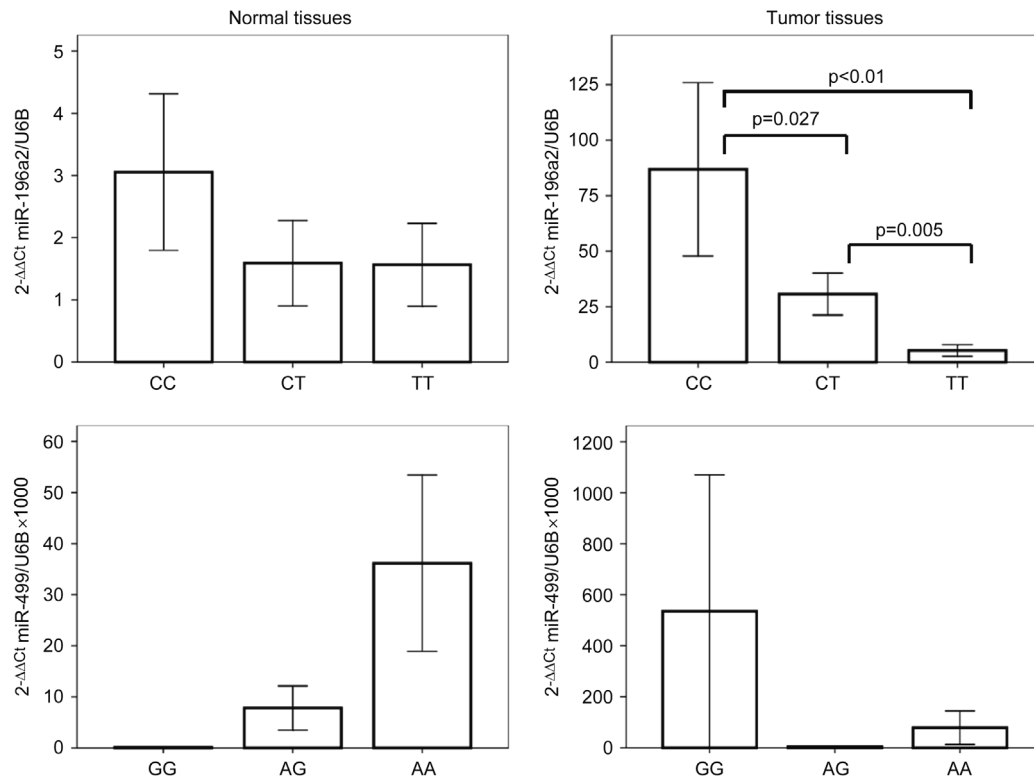 Normal tissues
2-ΔΔCt miR-196a2/U6B
5
4
3
2
1
0
CC CT TT
Tumor tissues
2-ΔΔCt miR-196a2/U6B
125
100
75
50
25
0
p<0.01
p=0.027
p=0.005
CC CT TT
2-ΔΔCt miR-499/U6B×1000
60
50
40
30
20
10
0
GG AG AA
2-ΔΔCt miR-499/U6B×1000
1200
1000
800
600
400
200
0
GG AG AA